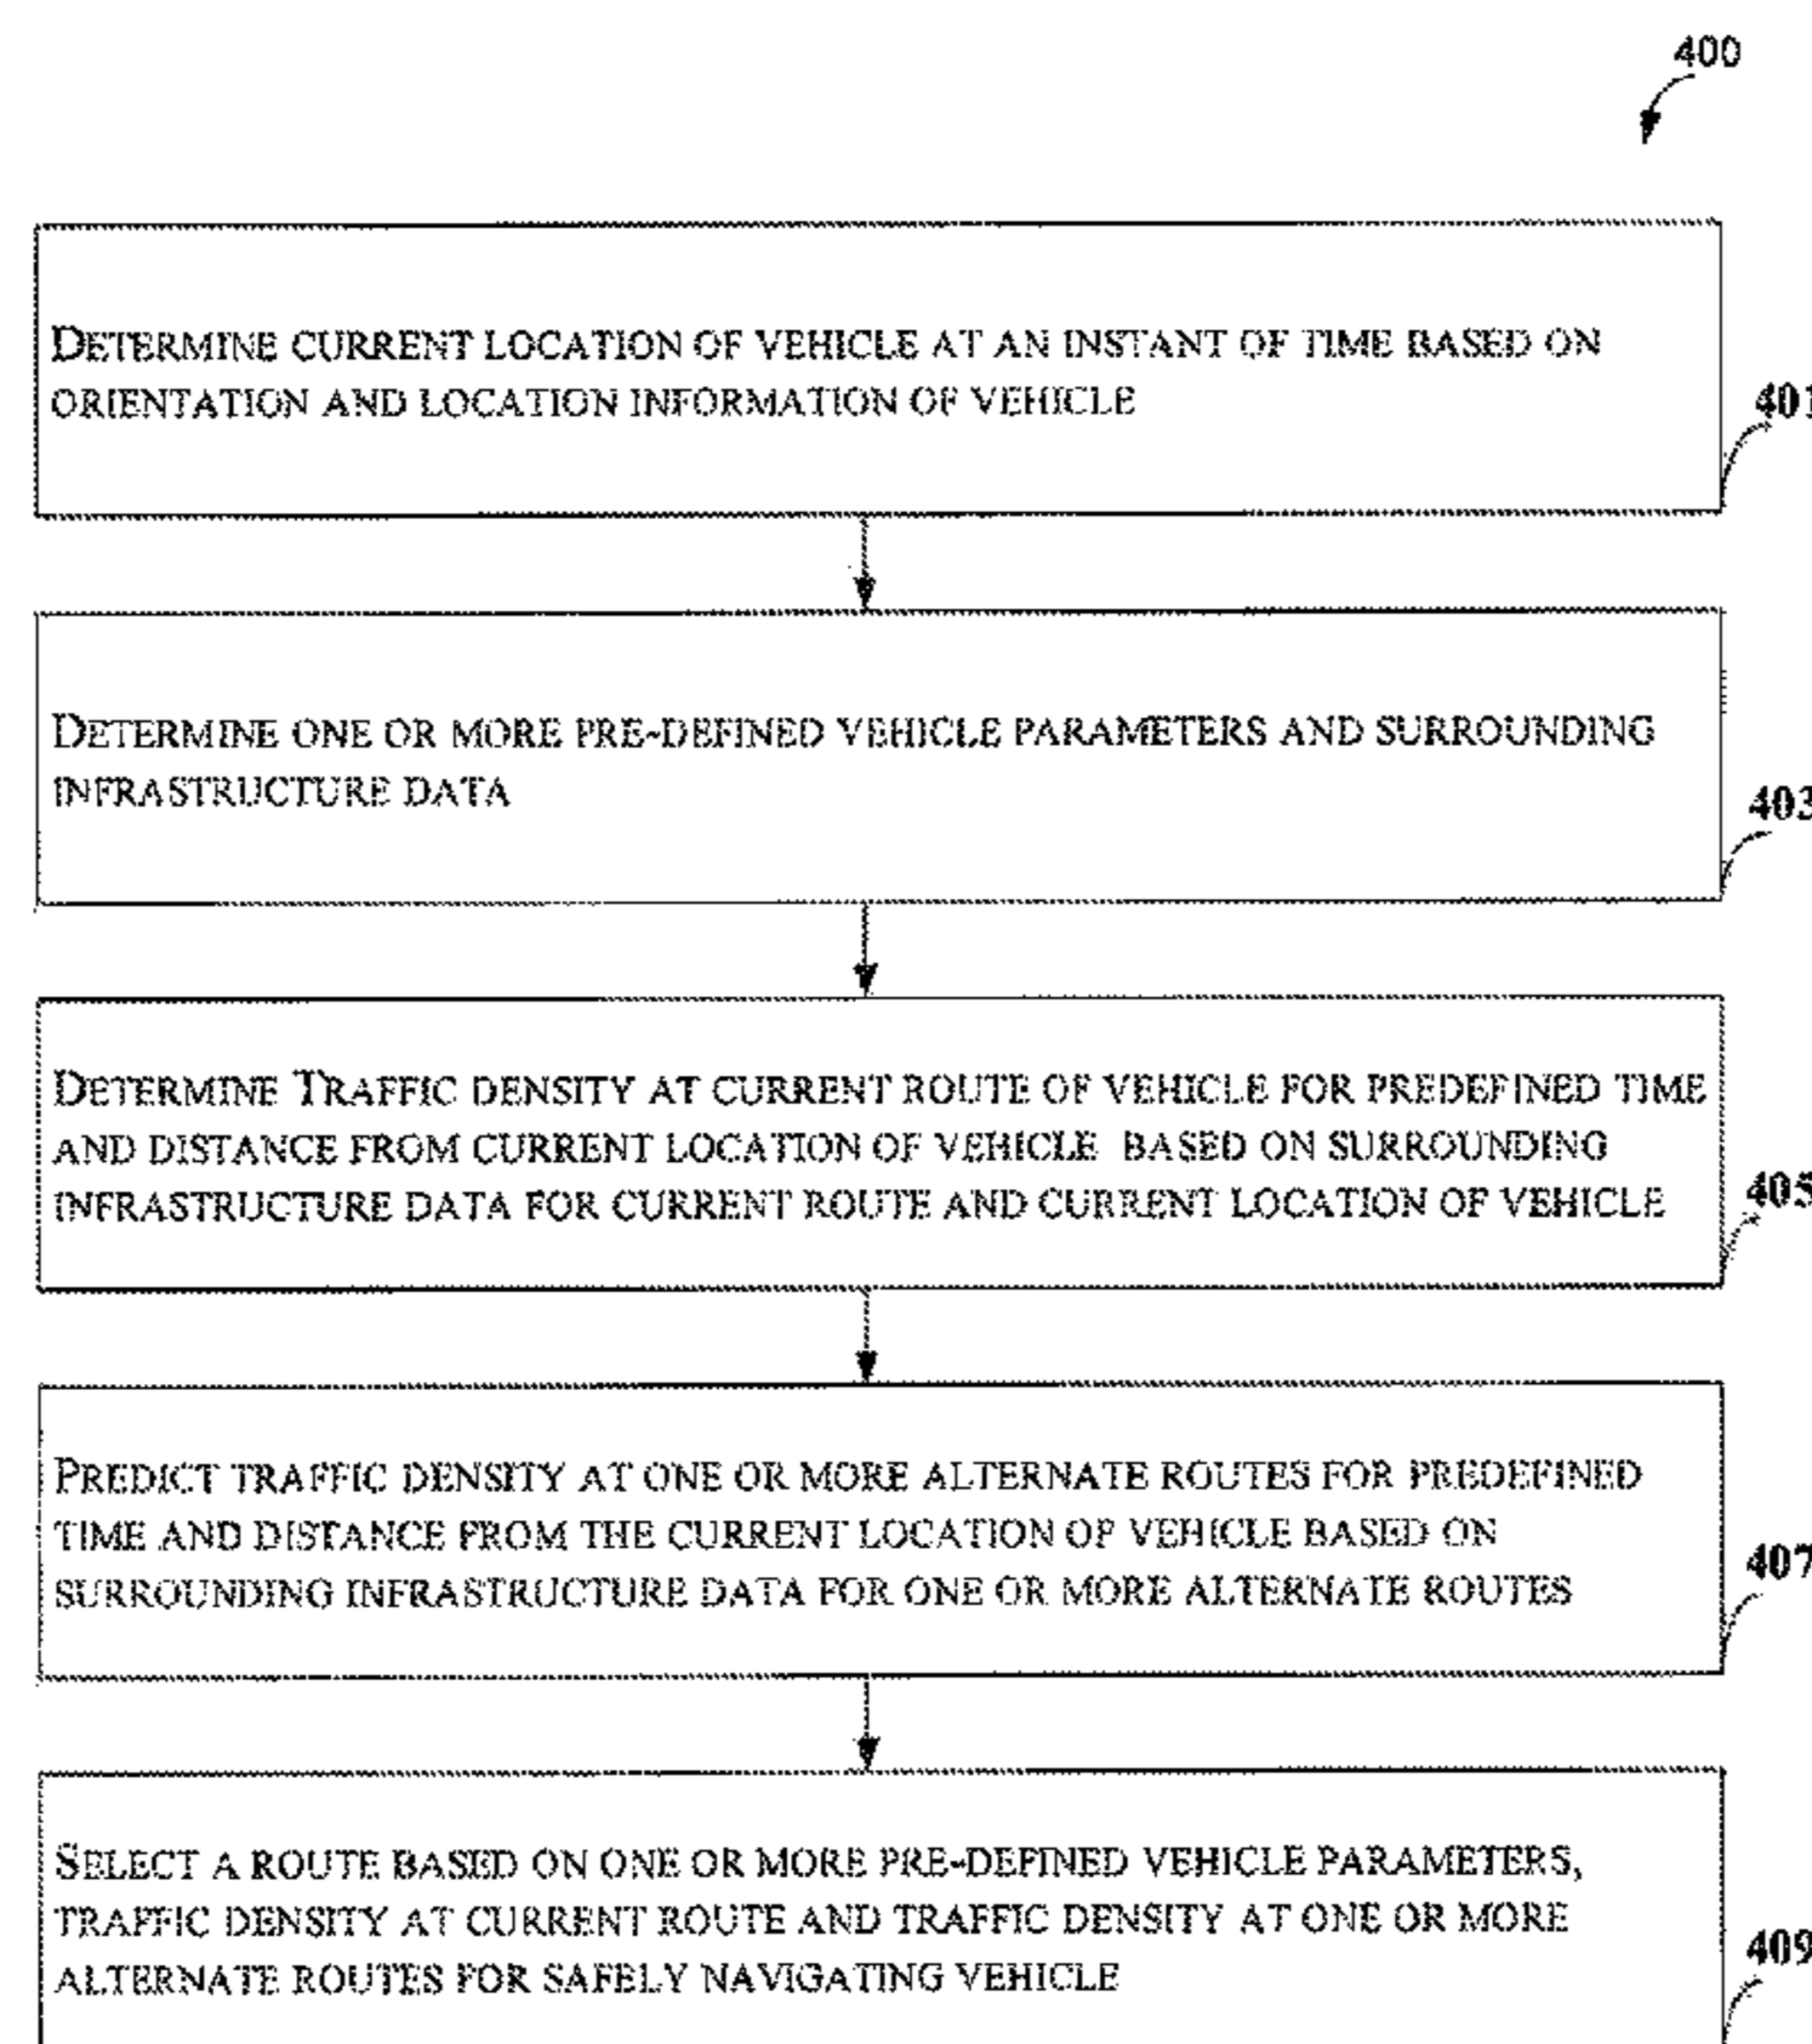 400
DETERMINE CURRENT LOCATION OF VEHICLE AT AN INSTANT OF TIME BASED ON
ORIENTATION AND LOCATION INFORMATION OF VEHICLE
401
DETERMINE ONE OR MORE PRE-DEFINED VEHICLE PARAMETERS AND SURROUNDING
INFRASTRUCTURE DATA
403
DETERMINE TRAFFIC DENSITY AT CURRENT ROUTE OF VEHICLE FOR PREDEFINED TIME
AND DISTANCE FROM CURRENT LOCATION OF VEHICLE BASED ON SURROUNDING
INFRASTRUCTURE DATA FOR CURRENT ROUTE AND CURRENT LOCATION OF VEHICLE
405
PREDICT TRAFFIC DENSITY AT ONE OR MORE ALTERNATE ROUTES FOR PREDEFINED
TIME AND DISTANCE FROM THE CURRENT LOCATION OF VEHICLE BASED ON
SURROUNDING INFRASTRUCTURE DATA FOR ONE OR MORE ALTERNATE ROUTES
407
SELECT A ROUTE BASED ON ONE OR MORE PRE-DEFINED VEHICLE PARAMETERS,
TRAFFIC DENSITY AT CURRENT ROUTE AND TRAFFIC DENSITY AT ONE OR MORE
ALTERNATE ROUTES FOR SAFELY NAVIGATING VEHICLE
409